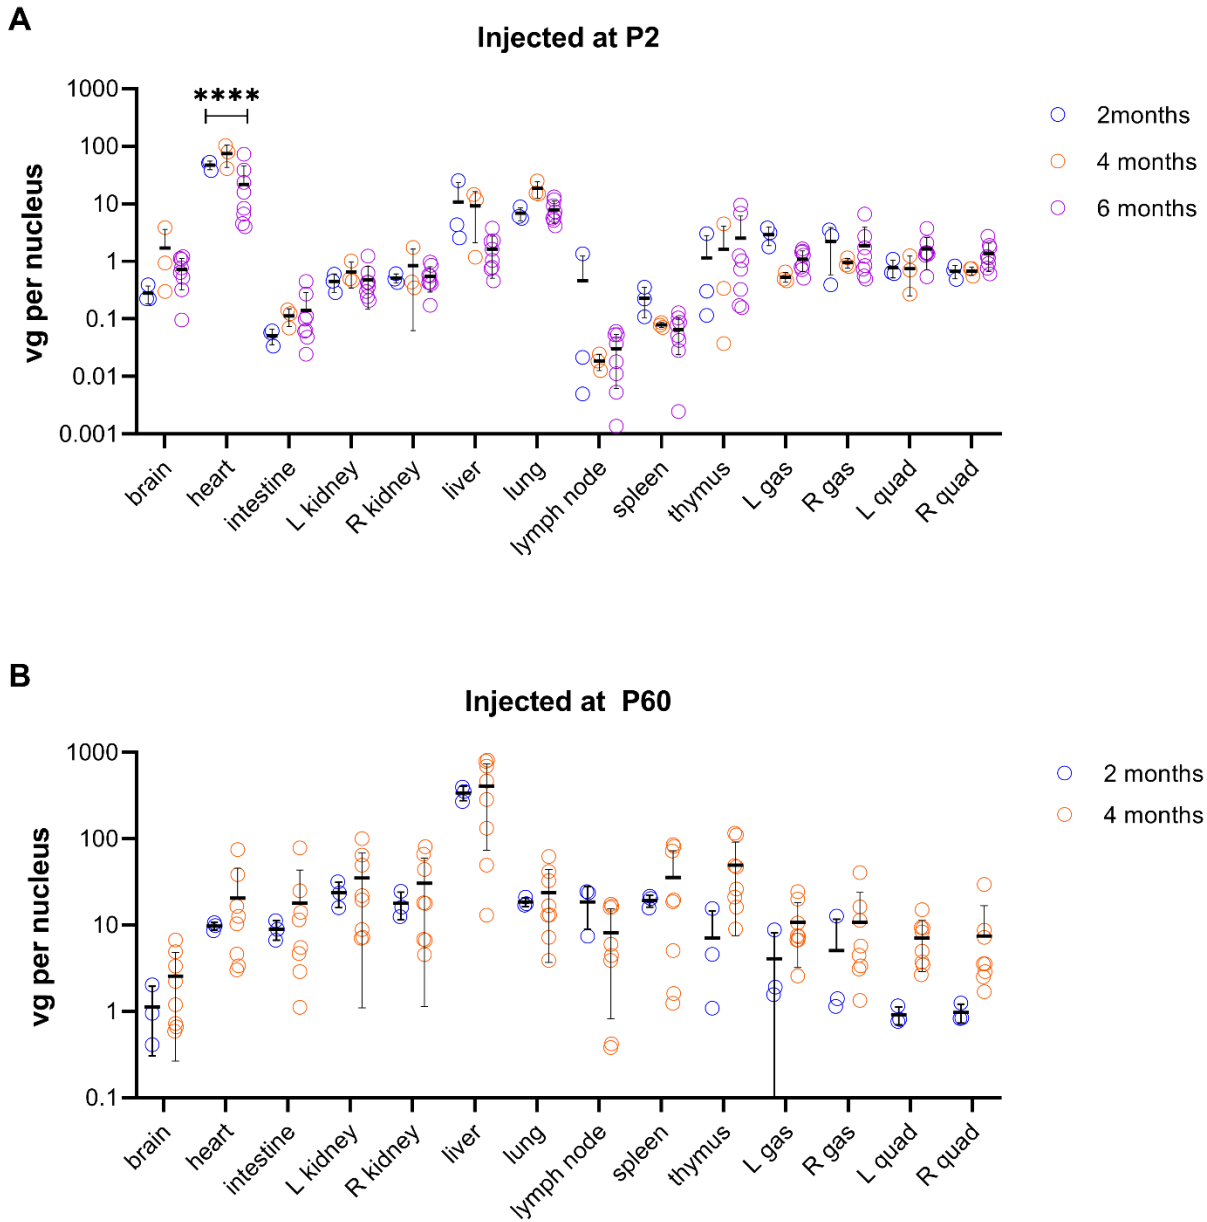 A
Injected at P2
vg per nucleus
1000
100
10
1
0.1
0.01
0.001
****
2months
4 months
6 months
brain
heart
intestine
L kidney
R kidney
liver
lung
lymph node
spleen
thymus
L gas
R gas
L quad
R quad
B
Injected at P60
vg per nucleus
1000
100
10
1
0.1
2 months
4 months
brain
heart
intestine
L kidney
R kidney
liver
lung
lymph node
spleen
thymus
L gas
R gas
L quad
R quad